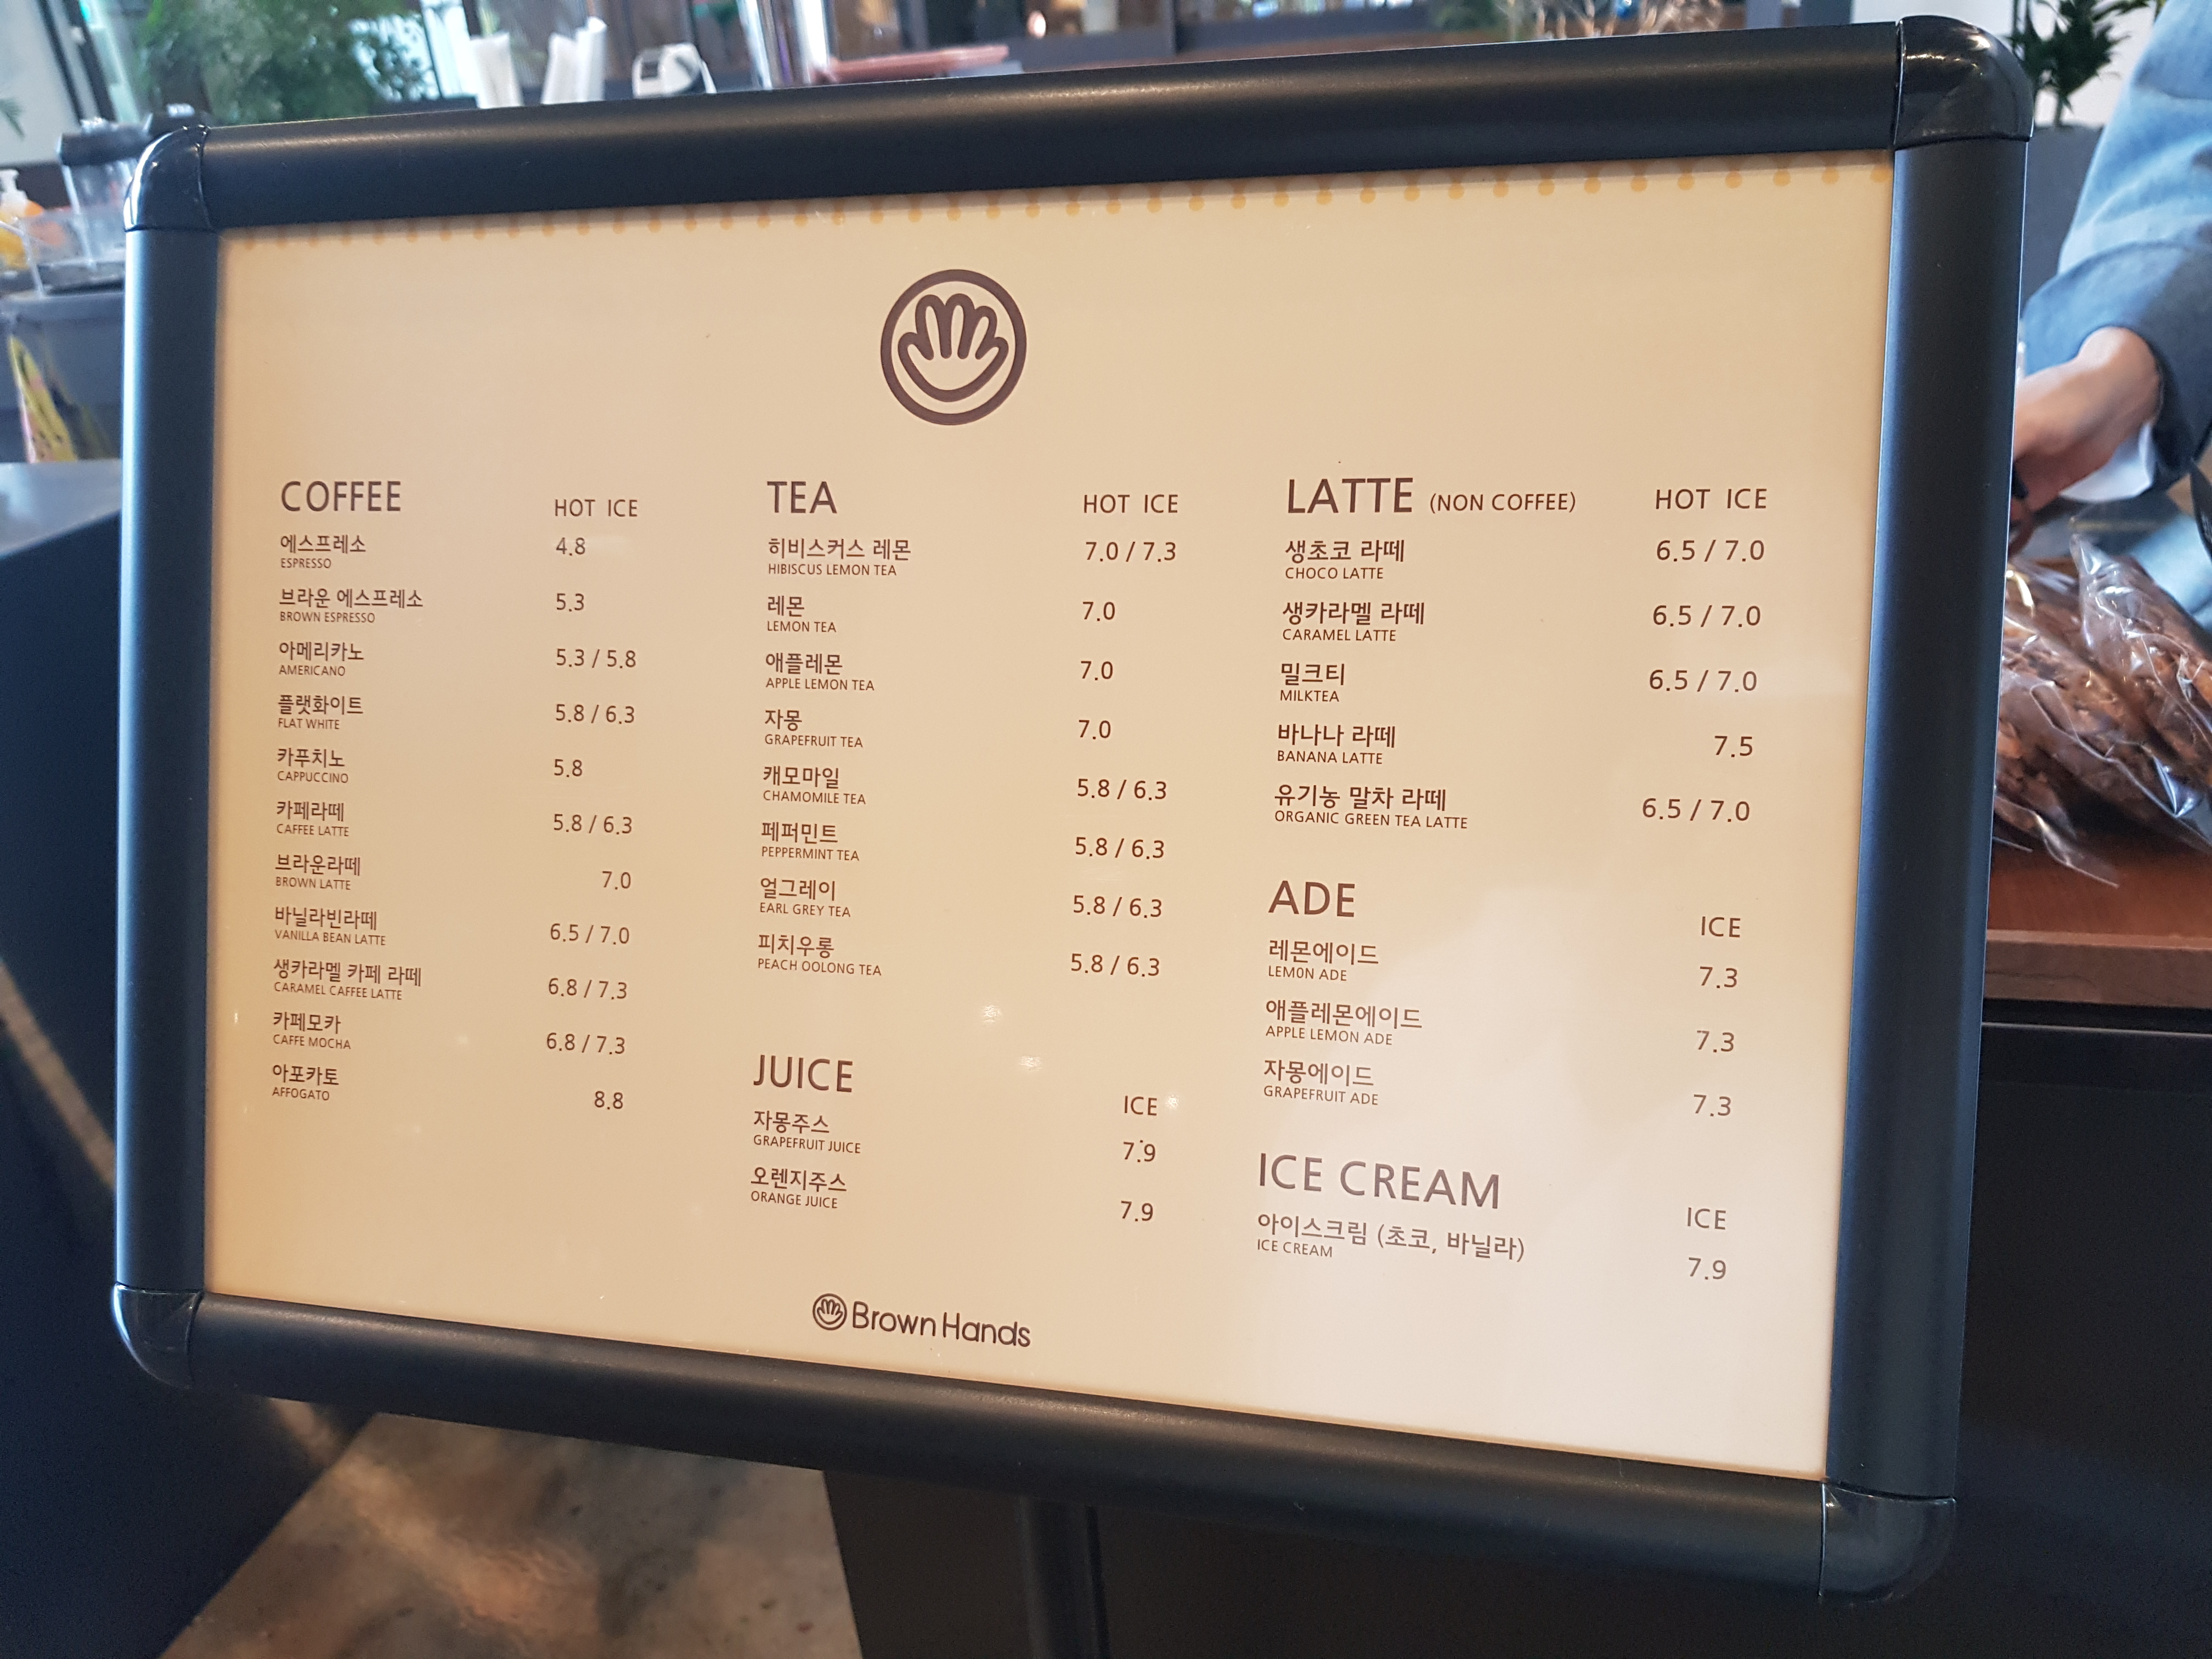 COFFEE HOT ICE
에스프레소 4.8
ESPRESSO
브라운 에스프레소 5.3
BROWN ESPRESSO
아메리카노 5.3 / 5.8
AMERICANO
플랫화이트 5.8 / 6.3
FLAT WHITE
카푸치노 5.8
CAPPUCCINO
카페라떼 5.8 / 6.3
CAFFEE LATTE
브라운라떼 7.0
BROWN LATTE
바닐라빈라떼 6.5 / 7.0
VANILLA BEAN LATTE
생카라멜 카페 라떼 6.8 / 7.3
CARAMEL CAFFEE LATTE
카페모카 6.8 / 7.3
CAFFE MOCHA
아포카토 8.8
AFFOGATO
TEA HOT ICE
히비스커스 레몬 7.0 / 7.3
HIBISCUS LEMON TEA
레몬 7.0
LEMON TEA
애플레몬 7.0
APPLE LEMON TEA
자몽 7.0
GRAPEFRUIT TEA
캐모마일 5.8 / 6.3
CHAMOMILE TEA
페퍼민트 5.8 / 6.3
PEPPERMINT TEA
얼그레이 5.8 / 6.3
EARL GREY TEA
피치우롱 5.8 / 6.3
PEACH OOLONG TEA
JUICE ICE
자몽주스 7.9
GRAPEFRUIT JUICE
오렌지주스 7.9
ORANGE JUICE
LATTE (NON COFFEE) HOT ICE
생초코 라떼 6.5 / 7.0
CHOCO LATTE
생카라멜 라떼 6.5 / 7.0
CARAMEL LATTE
밀크티 6.5 / 7.0
MILKTEA
바나나 라떼 7.5
BANANA LATTE
유기농 말차 라떼 6.5 / 7.0
ORGANIC GREEN TEA LATTE
ADE ICE
레몬에이드 7.3
LEMON ADE
애플레몬에이드 7.3
APPLE LEMON ADE
자몽에이드 7.3
GRAPEFRUIT ADE
ICE CREAM ICE
아이스크림 (초코, 바닐라) 7.9
ICE CREAM
Brown Hands